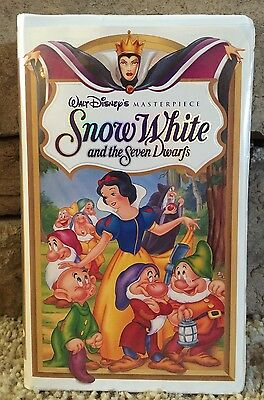 WALT DISNEY'S MASTERPIECE
Snow White
and the Seven Dwarfs